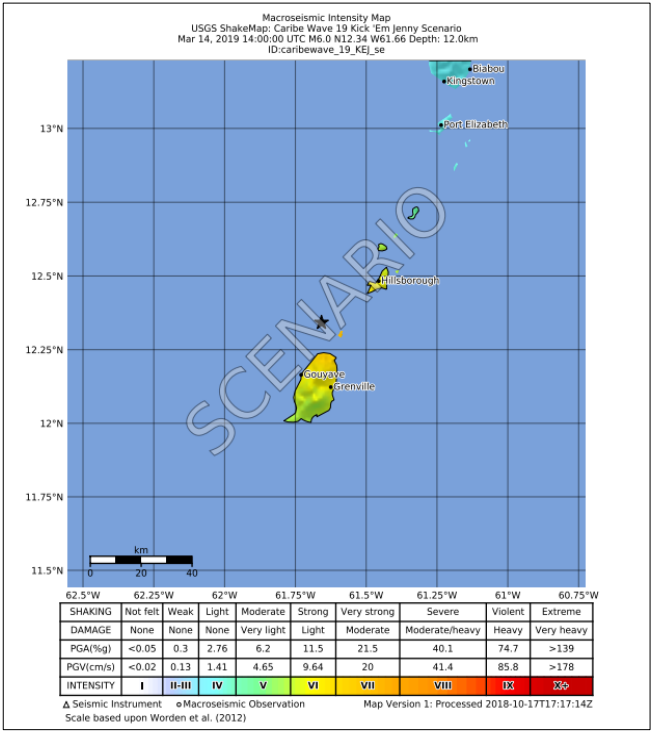 Macroseismic Intensity Map
USGS ShakeMap: Caribe Wave 19 Kick 'Em Jenny Scenario
Mar 14, 2019 14:00:00 UTC M6.0 N12.34 W61.66 Depth: 12.0km
ID:caribewave_19_KEJ_se
Biabou
Kingstown
13°N
Port Elizabeth
12.75°N
SCENARIO
12.5°N
Hillsborough
12.25°N
Gouyave
Grenville
12°N
11.75°N
km
11.5°N
0 20 40
62.5°W 62.25°W 62°W 61.75°W 61.5°W 61.25°W 61°W 60.75°W
SHAKING Not felt Weak Light Moderate Strong Very strong Severe Violent Extreme
DAMAGE None None None Very light Light Moderate Moderate/heavy Heavy Very heavy
PGA(%g) <0.05 0.3 2.76 6.2 11.5 21.5 40.1 74.7 >139
PGV(cm/s) <0.02 0.13 1.41 4.65 9.64 20 41.4 85.8 >178
INTENSITY I II-III IV V VI VII VIII IX X+
Seismic Instrument Macroseismic Observation Map Version 1: Processed 2018-10-17T17:17:14Z
Scale based upon Worden et al. (2012)